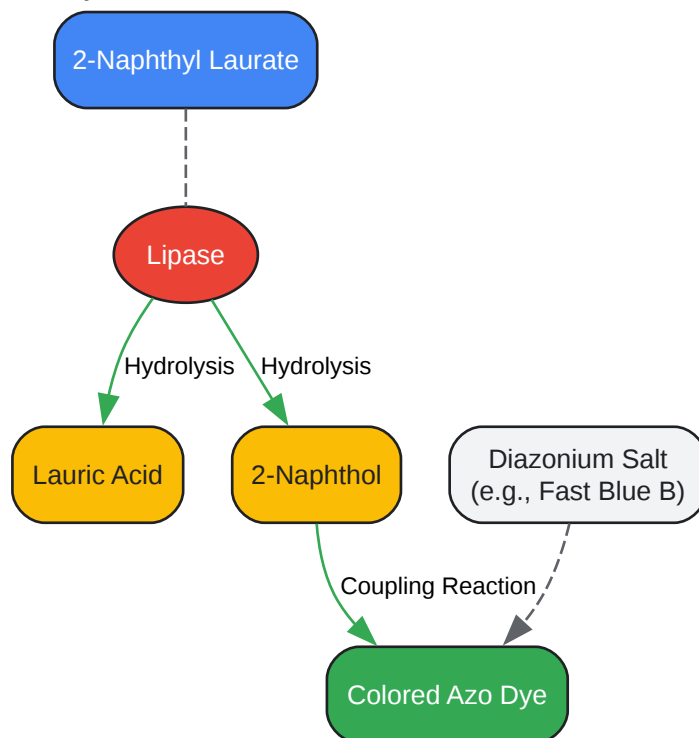 2-Naphthyl Laurate
Lipase
Hydrolysis
Hydrolysis
Lauric Acid
2-Naphthol
Diazonium Salt
(e.g., Fast Blue B)
Coupling Reaction
Colored Azo Dye